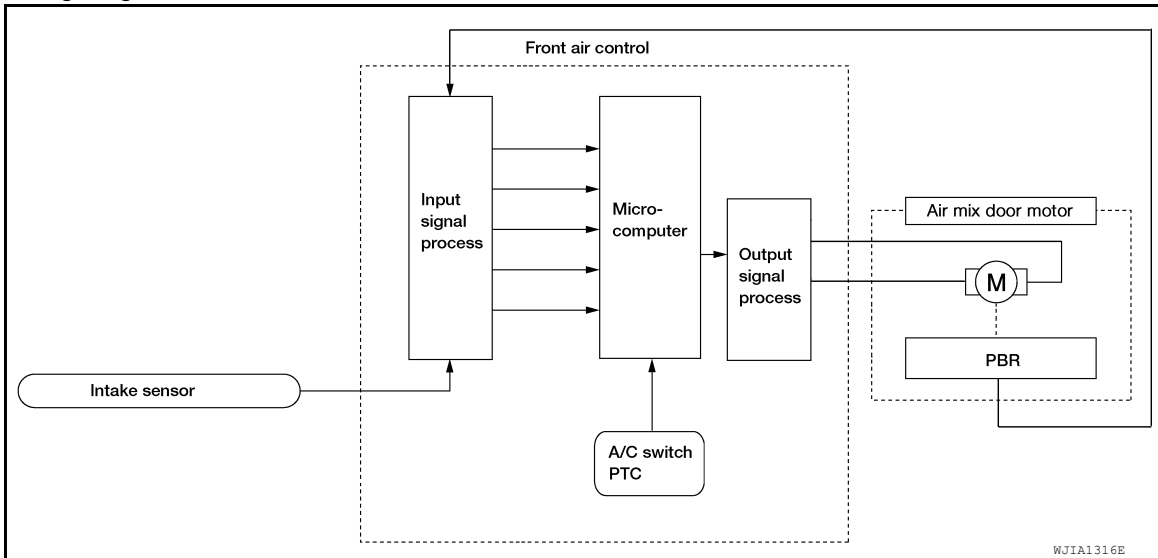 Front air control
Input
signal
process
Micro-
computer
Output
signal
process
Air mix door motor
M
PBR
Intake sensor
A/C switch
PTC
WJIA1316E